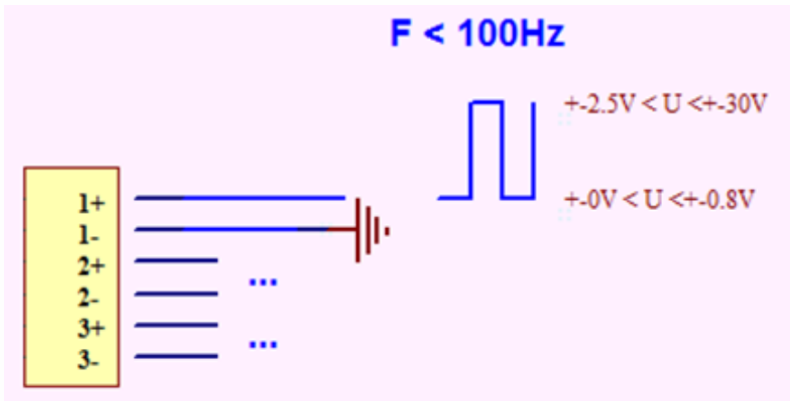 F < 100Hz
+-2.5V < U <+-30V
+-0V < U <+-0.8V
1+
1-
2+
...
2-
3+
...
3-